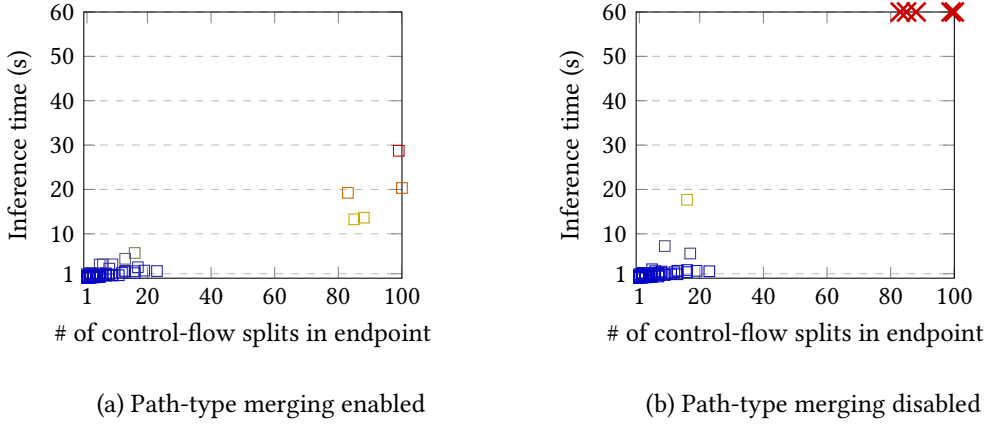 60
50
40
30
20
10
1
Inference time (s)
1 20 40 60 80 100
# of control-flow splits in endpoint
(a) Path-type merging enabled
60
50
40
30
20
10
1
Inference time (s)
1 20 40 60 80 100
# of control-flow splits in endpoint
(b) Path-type merging disabled